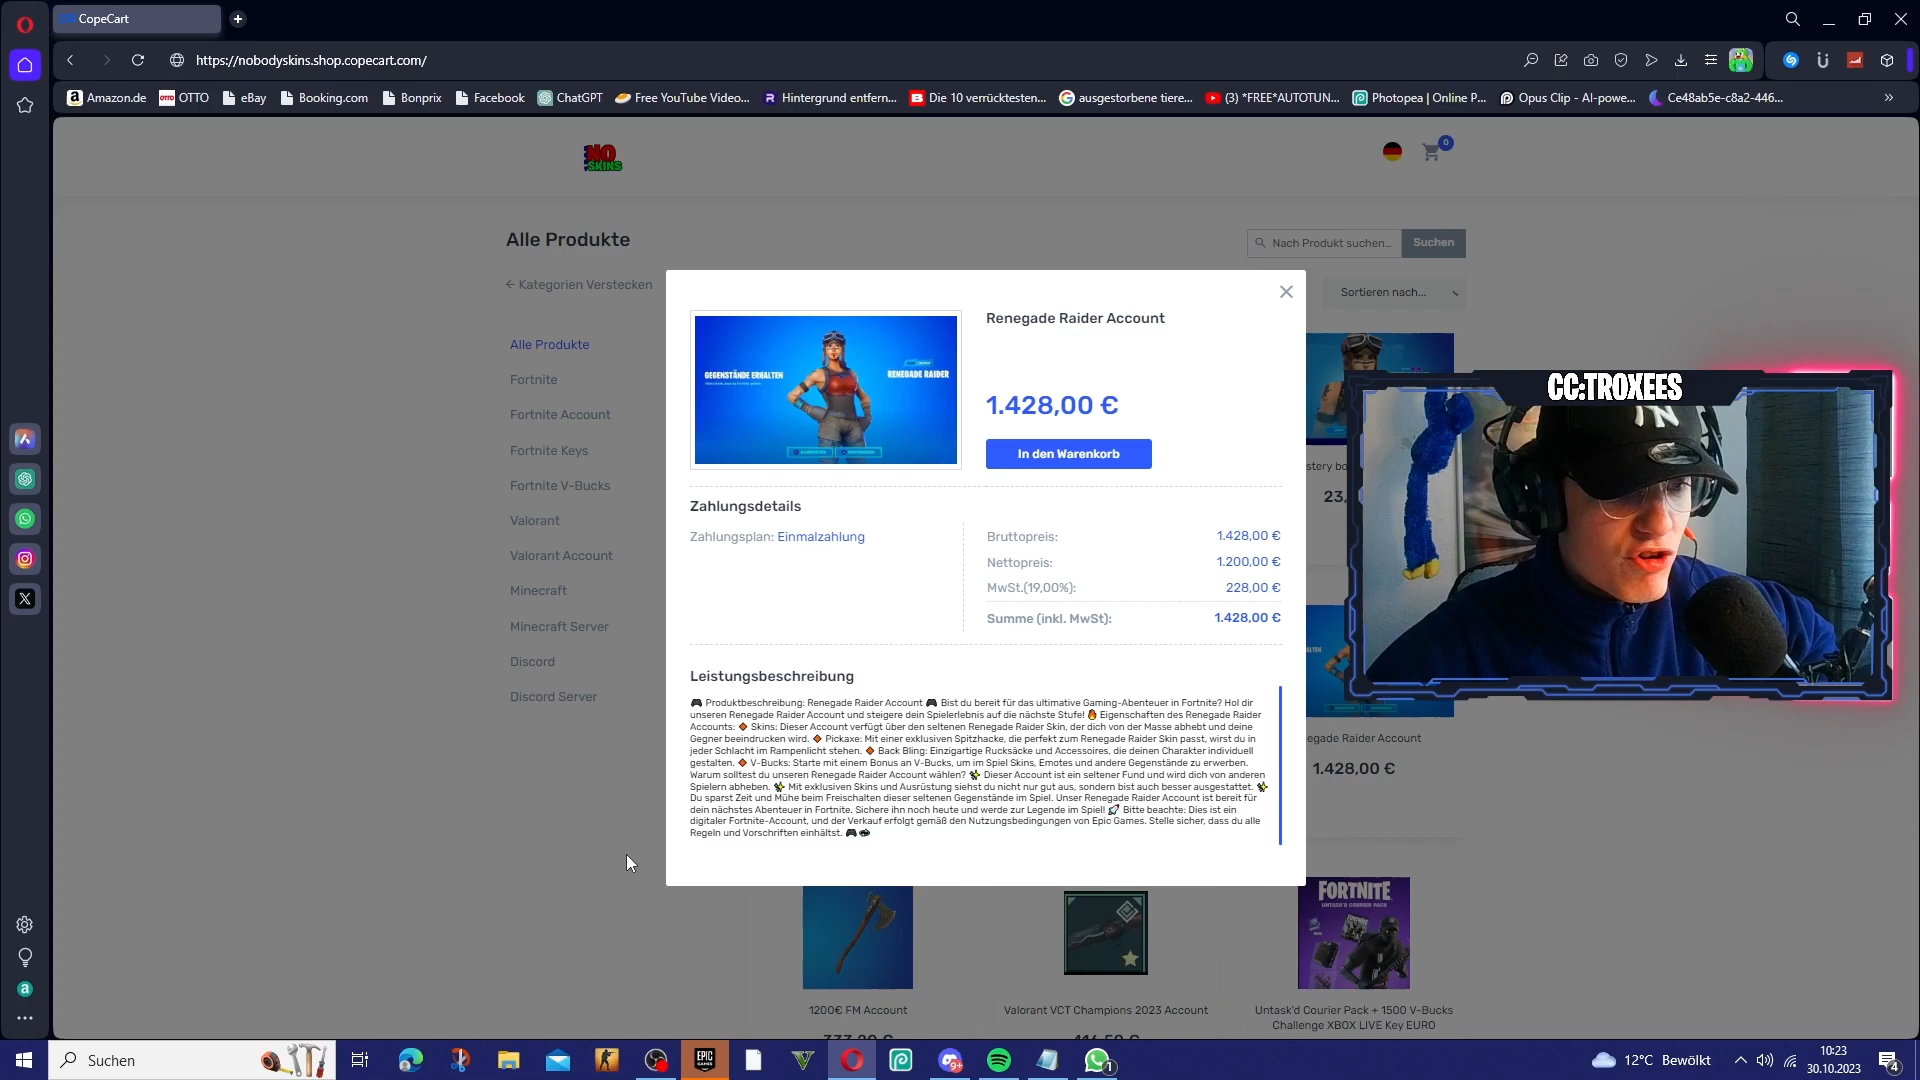 CopeCart
https://nobodyskins.shop.copecart.com/
Amazon.de
OTTO
eBay
Booking.com
Bonprix
Facebook
ChatGPT
Free YouTube Video...
Hintergrund entfern...
Die 10 verrücktesten...
ausgestorbene tiere...
(3) *FREE*AUTOTUN...
Photopea | Online P...
Opus Clip - AI-powe...
Ce48ab5e-c8a2-446...
NO
SKINS
0
Alle Produkte
Nach Produkt suchen...
Suchen
Kategorien Verstecken
Sortieren nach...
Alle Produkte
Fortnite
Fortnite Account
Fortnite Keys
Fortnite V-Bucks
Valorant
Valorant Account
Minecraft
Minecraft Server
Discord
Discord Server
GEGENSTÄNDE ERHALTEN
RENEGADE RAIDER
Renegade Raider Account
1.428,00 €
In den Warenkorb
Zahlungsdetails
Zahlungsplan: Einmalzahlung
Bruttopreis: 1.428,00 €
Nettopreis: 1.200,00 €
MwSt.(19,00%): 228,00 €
Summe (inkl. MwSt): 1.428,00 €
Leistungsbeschreibung
🎮 Produktbeschreibung: Renegade Raider Account 🎮 Bist du bereit für das ultimative Gaming-Abenteuer in Fortnite? Hol dir
unseren Renegade Raider Account und steigere dein Spielerlebnis auf die nächste Stufe! 🔥 Eigenschaften des Renegade Raider
Accounts: 🔶 Skins: Dieser Account verfügt über den seltenen Renegade Raider Skin, der dich von der Masse abhebt und deine
Gegner beeindrucken wird. 🔶 Pickaxe: Mit einer exklusiven Spitzhacke, die perfekt zum Renegade Raider Skin passt, wirst du in
jeder Schlacht im Rampenlicht stehen. 🔶 Back Bling: Einzigartige Rucksäcke und Accessoires, die deinen Charakter individuell
gestalten. 🔶 V-Bucks: Starte mit einem Bonus an V-Bucks, um im Spiel Skins, Emotes und andere Gegenstände zu erwerben.
Warum solltest du unseren Renegade Raider Account wählen? ✨ Dieser Account ist ein seltener Fund und wird dich von anderen
Spielern abheben. ✨ Mit exklusiven Skins und Ausrüstung siehst du nicht nur gut aus, sondern bist auch besser ausgestattet. ✨
Du sparst Zeit und Mühe beim Freischalten dieser seltenen Gegenstände im Spiel. Unser Renegade Raider Account ist bereit für
dein nächstes Abenteuer in Fortnite. Sichere ihn noch heute und werde zur Legende im Spiel! 🚀 Bitte beachte: Dies ist ein
digitaler Fortnite-Account, und der Verkauf erfolgt gemäß den Nutzungsbedingungen von Epic Games. Stelle sicher, dass du alle
Regeln und Vorschriften einhältst. 🎮
stery bo
23,
CC:TROXEES
egade Raider Account
1.428,00 €
1200€ FM Account
Valorant VCT Champions 2023 Account
FORTNITE
UNTASK'D COURIER PACK
Untask'd Courier Pack + 1500 V-Bucks
Challenge XBOX LIVE Key EURO
Suchen
EPIC
GAMES
9+
1
12°C Bewölkt
10:23
30.10.2023
4